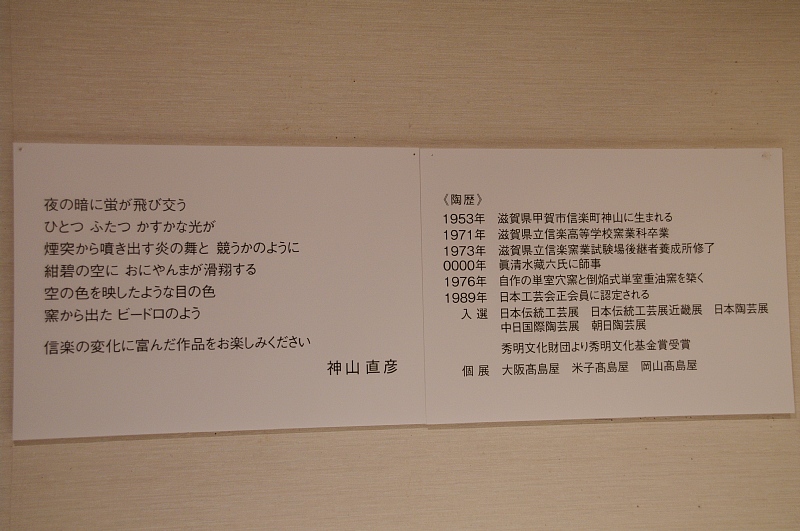 夜の暗に蛍が飛び交う
ひとつ ふたつ かすかな光が
煙突から噴き出す炎の舞と 競うかのように
紺碧の空に おにやんまが滑翔する
空の色を映したような目の色
窯から出た ビードロのよう
信楽の変化に富んだ作品をお楽しみください
神山 直彦
《陶歴》
1953年 滋賀県甲賀市信楽町神山に生まれる
1971年 滋賀県立信楽高等学校窯業科卒業
1973年 滋賀県立信楽窯業試験場後継者養成所修了
0000年 眞清水藏六氏に師事
1976年 自作の単室穴窯と倒焔式単室重油窯を築く
1989年 日本工芸会正会員に認定される
入 選 日本伝統工芸展 日本伝統工芸展近畿展 日本陶芸展
中日国際陶芸展 朝日陶芸展
秀明文化財団より秀明文化基金賞受賞
個 展 大阪髙島屋 米子髙島屋 岡山髙島屋